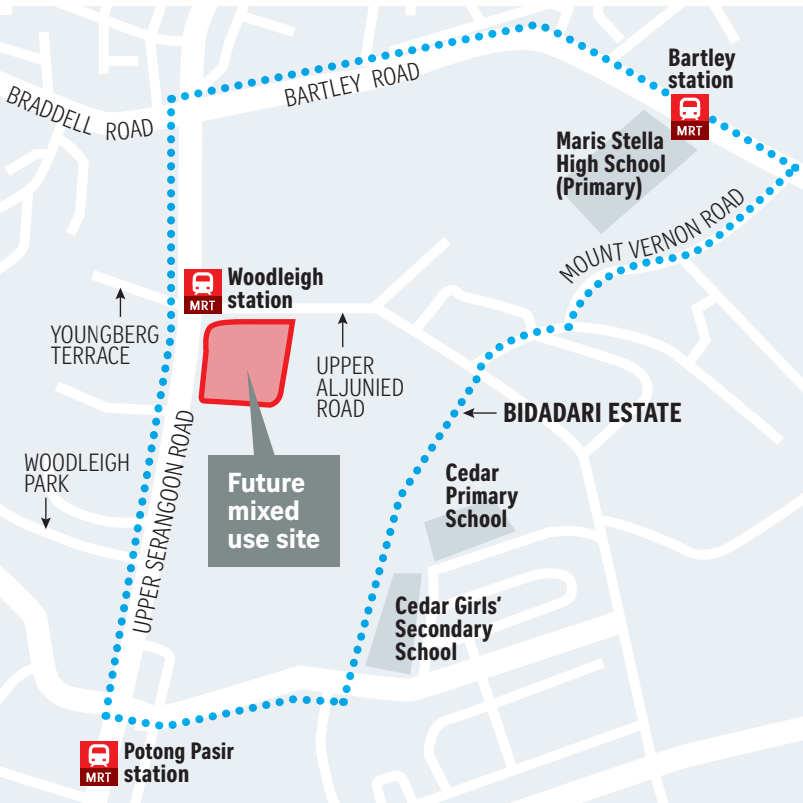 Bartley
station
MRT
BARTLEY ROAD
BRADDELL ROAD
Maris Stella
High School
(Primary)
MOUNT VERNON ROAD
Woodleigh
station
MRT
YOUNGBERG
TERRACE
UPPER
ALJUNIED
ROAD
BIDADARI ESTATE
WOODLEIGH
PARK
UPPER SERANGOON ROAD
Future
mixed
use site
Cedar
Primary
School
Cedar Girls'
Secondary
School
Potong Pasir
station
MRT